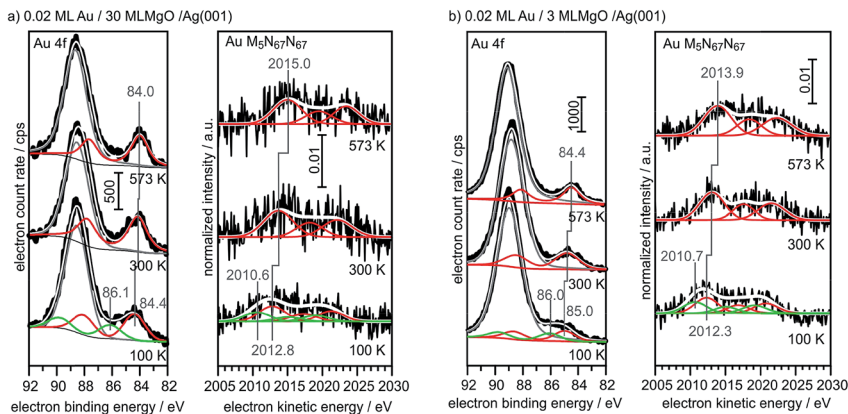 a) 0.02 ML Au / 30 MLMgO /Ag(001)
Au 4f
84.0
573 K
500
300 K
86.1
84.4
100 K
electron count rate / cps
92 90 88 86 84 82
electron binding energy / eV
Au M5N67N67
2015.0
573 K
0.01
300 K
2010.6
2012.8
100 K
normalized intensity / a.u.
2005 2010 2015 2020 2025 2030
electron kinetic energy / eV
b) 0.02 ML Au / 3 MLMgO /Ag(001)
Au 4f
1000
84.4
573 K
300 K
86.0
85.0
100 K
electron count rate / cps
92 90 88 86 84 82
electron binding energy / eV
Au M5N67N67
2013.9
0.01
573 K
300 K
2010.7
2012.3
100 K
normalized intensity / a.u.
2005 2010 2015 2020 2025 2030
electron kinetic energy / eV